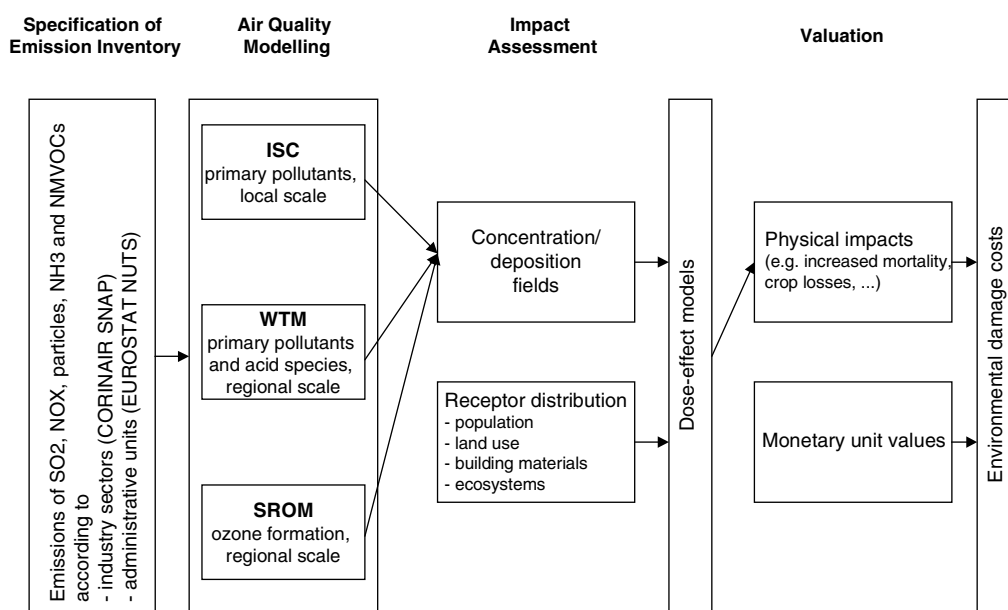 Specification of
Emission Inventory
Air Quality
Modelling
Impact
Assessment
Valuation
Emissions of SO2, NOX, particles, NH3 and NMVOCs
according to
- industry sectors (CORINAIR SNAP)
- administrative units (EUROSTAT NUTS)
ISC
primary pollutants,
local scale
WTM
primary pollutants
and acid species,
regional scale
SROM
ozone formation,
regional scale
Concentration/
deposition
fields
Receptor distribution
- population
- land use
- building materials
- ecosystems
Dose-effect models
Physical impacts
(e.g. increased mortality,
crop losses, ...)
Monetary unit values
Environmental damage costs